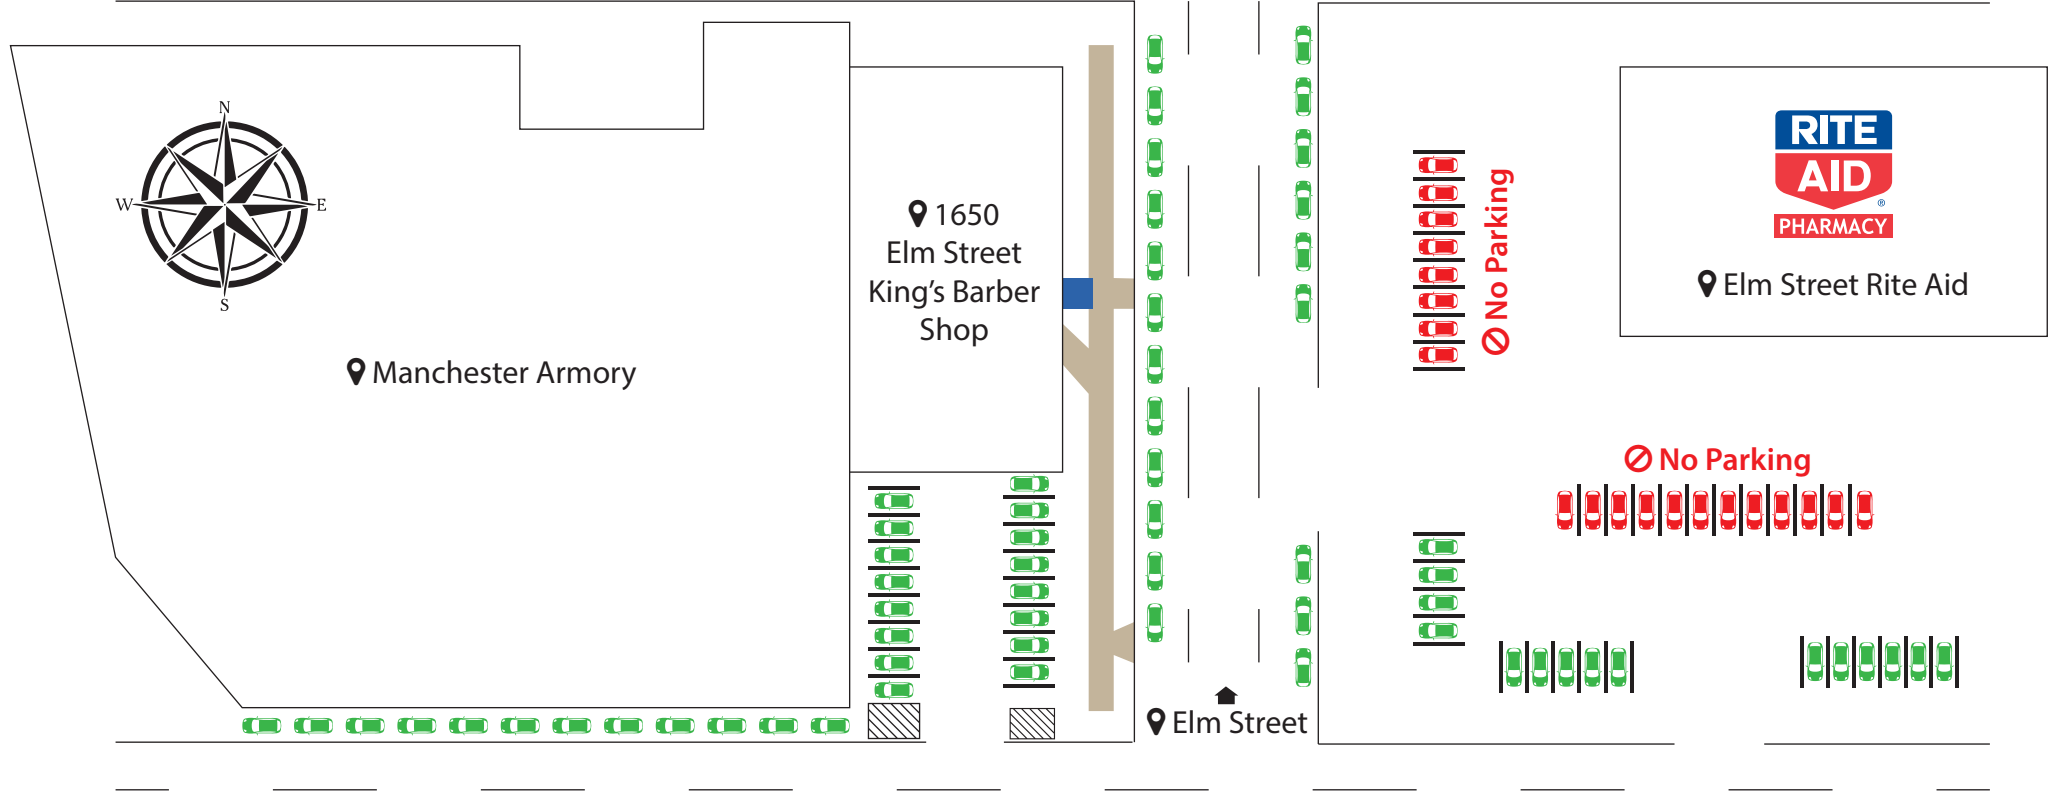 N
W
E
S
Manchester Armory
1650
Elm Street
King's Barber
Shop
Elm Street
No Parking
RITE
AID
®
PHARMACY
Elm Street Rite Aid
No Parking